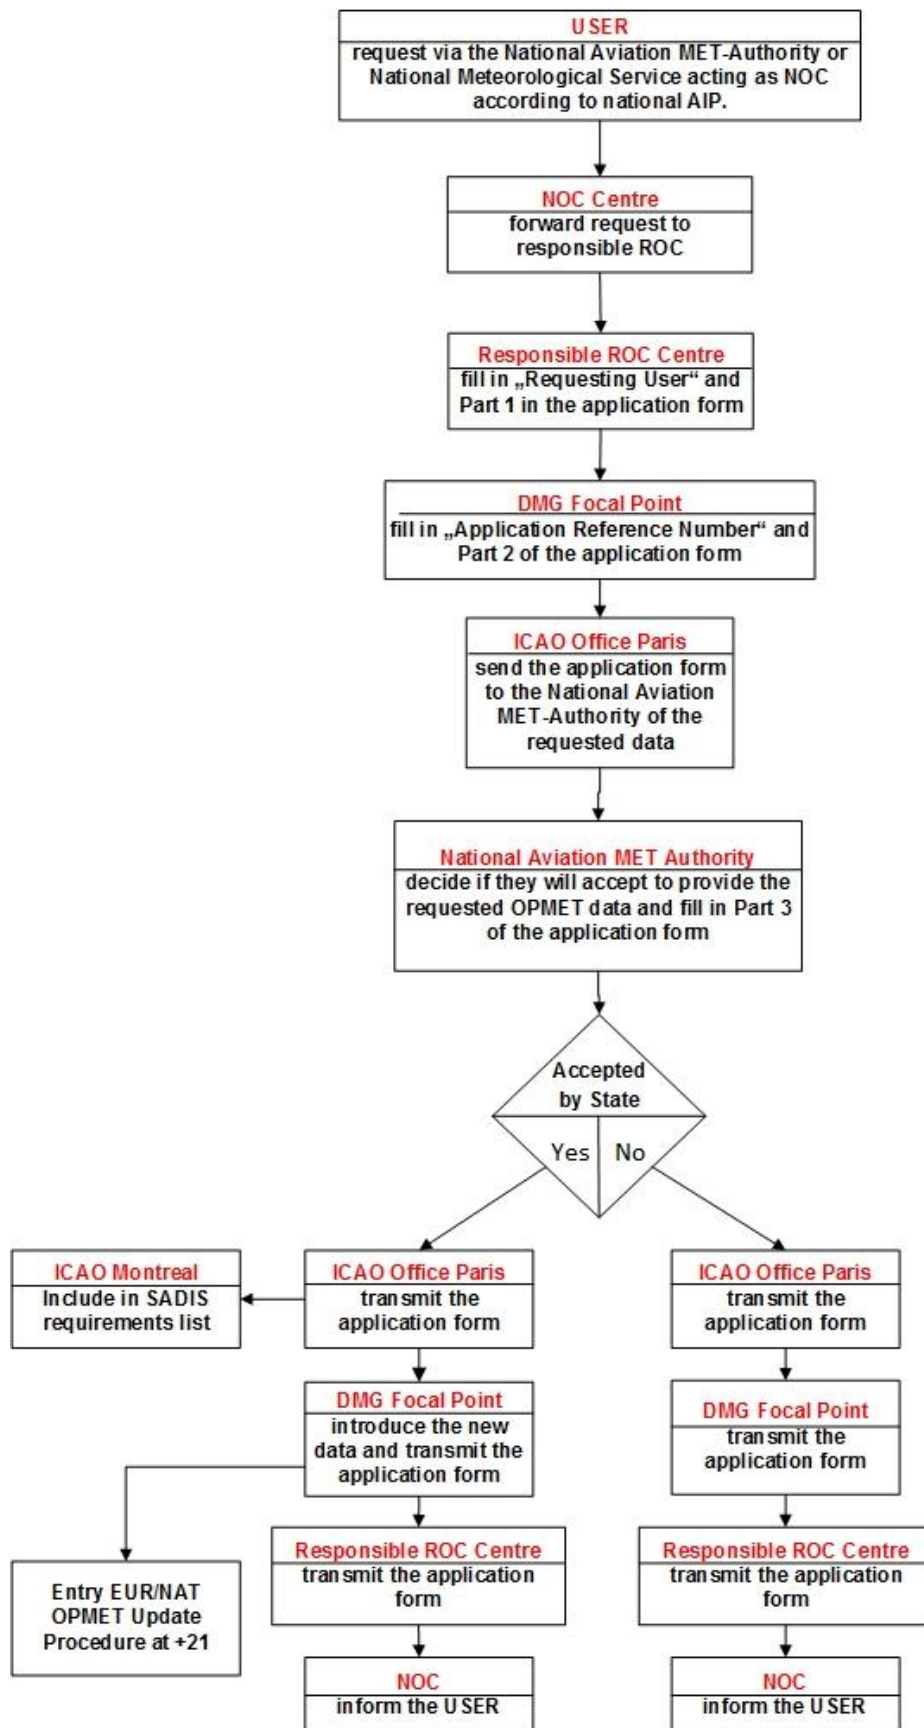 USER
request via the National Aviation MET-Authority or
National Meteorological Service acting as NOC
according to national AIP.
NOC Centre
forward request to
responsible ROC
Responsible ROC Centre
fill in „Requesting User“ and
Part 1 in the application form
DMG Focal Point
fill in „Application Reference Number“ and
Part 2 of the application form
ICAO Office Paris
send the application form
to the National Aviation
MET-Authority of the
requested data
National Aviation MET Authority
decide if they will accept to provide the
requested OPMET data and fill in Part 3
of the application form
Accepted
by State
Yes
No
ICAO Montreal
Include in SADIS
requirements list
ICAO Office Paris
transmit the
application form
ICAO Office Paris
transmit the
application form
DMG Focal Point
introduce the new
data and transmit the
application form
DMG Focal Point
transmit the
application form
Entry EUR/NAT
OPMET Update
Procedure at +21
Responsible ROC Centre
transmit the application
form
Responsible ROC Centre
transmit the application
form
NOC
inform the USER
NOC
inform the USER